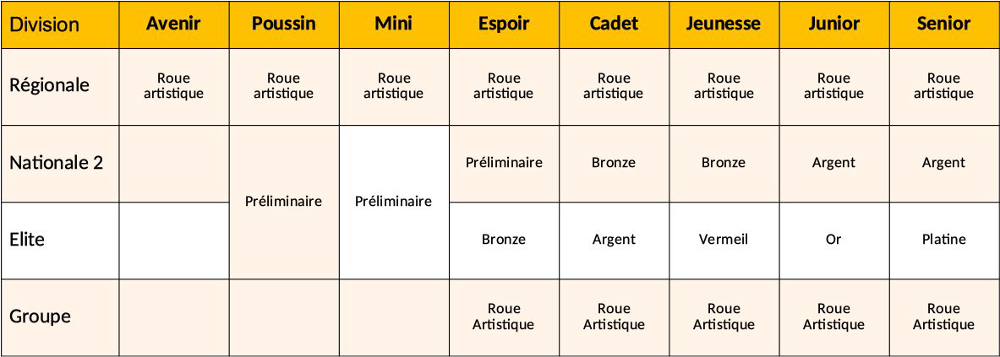 Division Avenir Poussin Mini Espoir Cadet Jeunesse Junior Senior
Régionale
Roue artistique
Roue artistique
Roue artistique
Roue artistique
Roue artistique
Roue artistique
Roue artistique
Roue artistique
Nationale 2
Préliminaire
Préliminaire
Préliminaire
Bronze
Bronze
Argent
Argent
Elite
Bronze
Argent
Vermeil
Or
Platine
Groupe
Roue Artistique
Roue Artistique
Roue Artistique
Roue Artistique
Roue Artistique